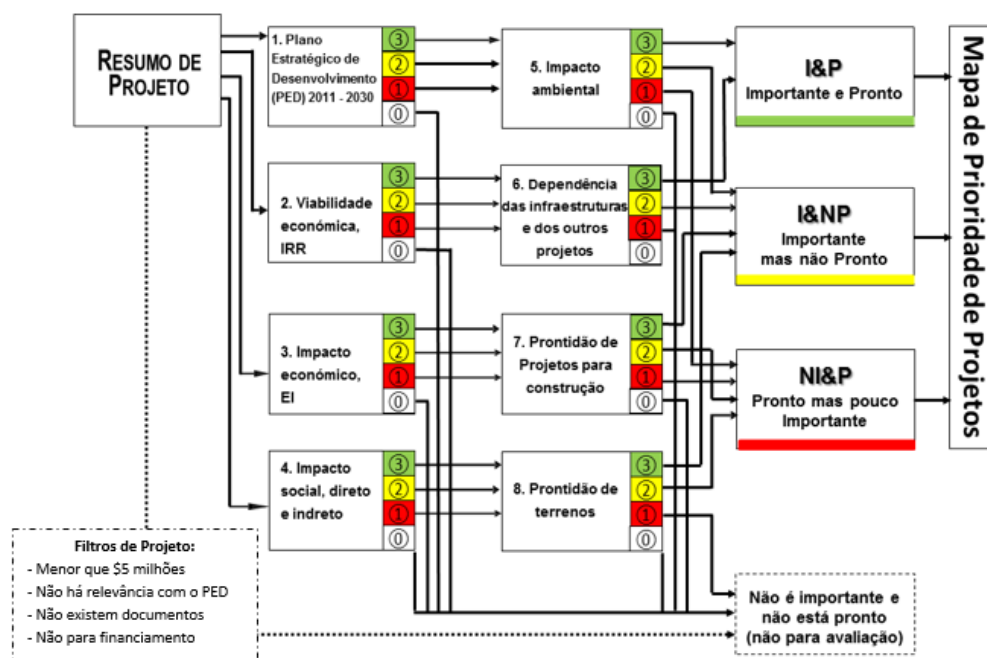 RESUMO DE
PROJETO
1. Plano
Estratégico de
Desenvolvimento
(PED) 2011 - 2030
3
2
1
0
2. Viabilidade
económica,
IRR
3
2
1
0
3. Impacto
económico,
EI
3
2
1
0
4. Impacto
social, direto
e indreto
3
2
1
0
5. Impacto
ambiental
3
2
1
0
6. Dependência
das infraestruturas
e dos outros
projetos
3
2
1
0
7. Prontidão de
Projetos para
construção
3
2
1
0
8. Prontidão de
terrenos
3
2
1
0
I&P
Importante e Pronto
I&NP
Importante
mas não Pronto
NI&P
Pronto mas pouco
Importante
Mapa de Prioridade de Projetos
Filtros de Projeto:
- Menor que $5 milhões
- Não há relevância com o PED
- Não existem documentos
- Não para financiamento
Não é importante e
não está pronto
(não para avaliação)